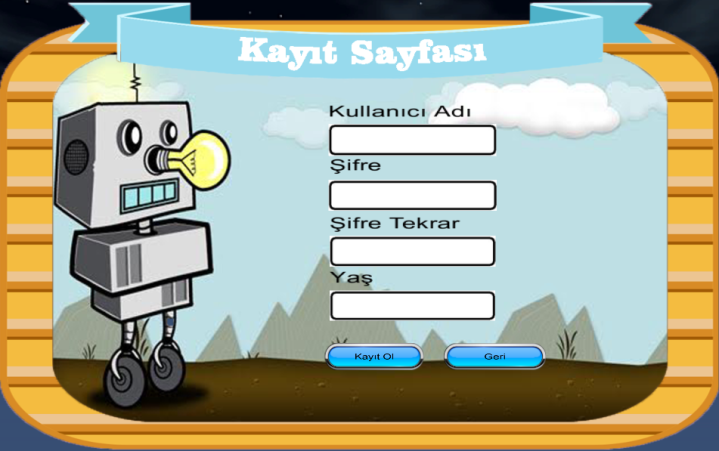 Kayıt Sayfası
Kullanıcı Adı
Şifre
Şifre Tekrar
Yaş
Kayıt Ol
Geri